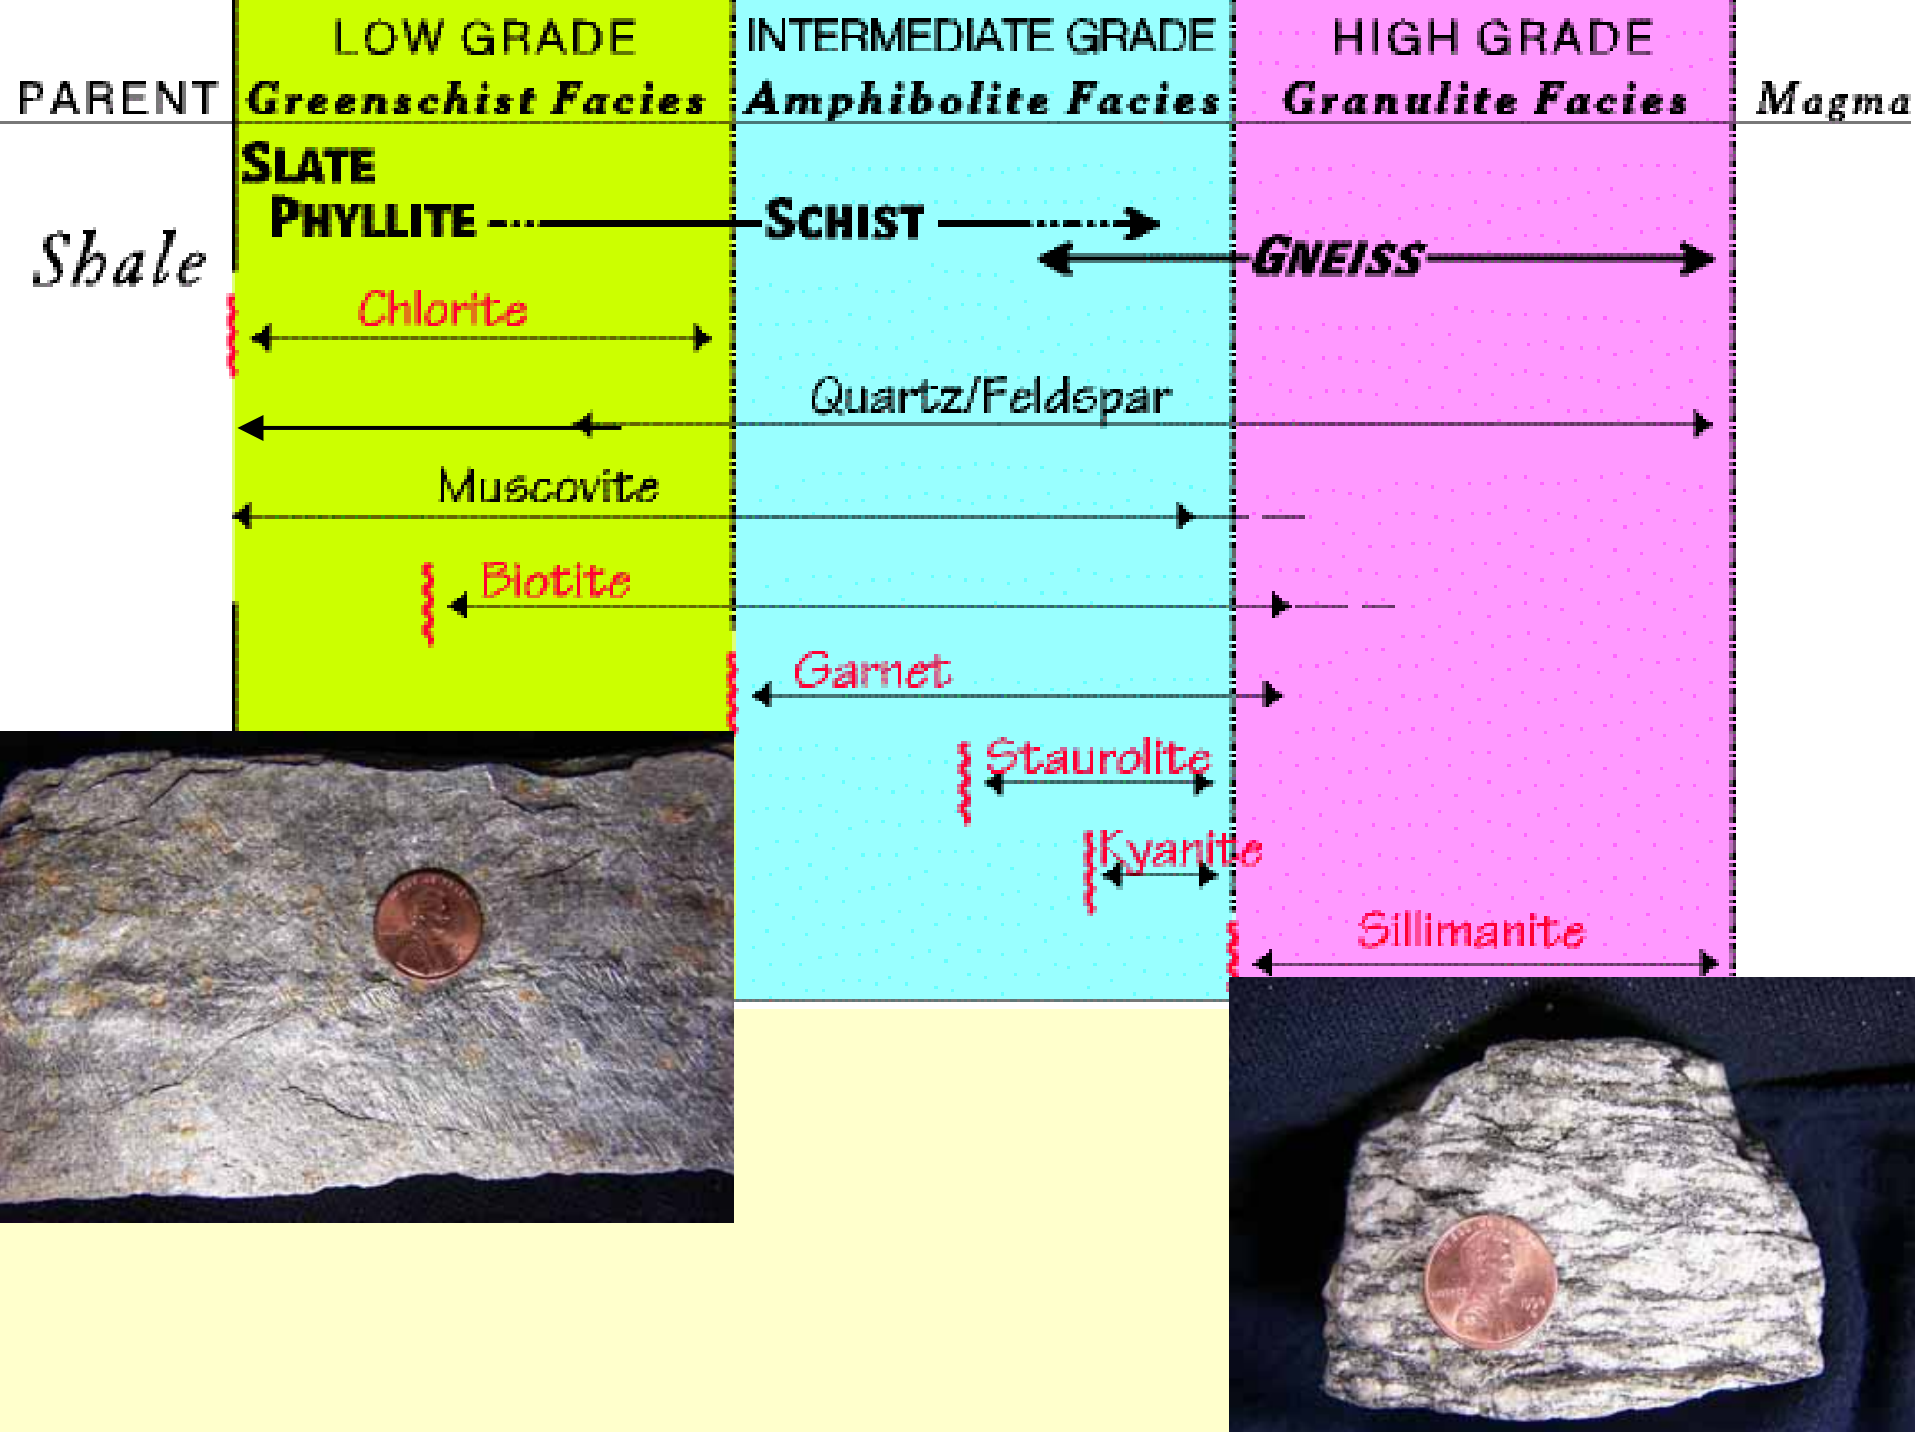 LOW GRADE
INTERMEDIATE GRADE
HIGH GRADE
PARENT
Greenschist Facies
Amphibolite Facies
Granulite Facies
Magma
SLATE
PHYLLITE
SCHIST
Shale
GNEISS
Chlorite
Quartz/Feldspar
Muscovite
Biotite
Garnet
Staurolite
Kyanite
Sillimanite